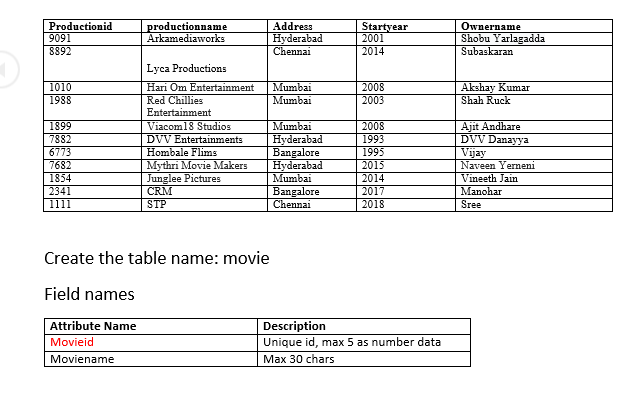 Productionid productionname Address Startyear Ownername
9091 Arkamediaworks Hyderabad 2001 Shobu Yarlagadda
8892 Chennai 2014 Subaskaran
Lyca Productions
1010 Hari Om Entertainment Mumbai 2008 Akshay Kumar
1988 Red Chillies Mumbai 2003 Shah Ruck
Entertainment
1899 Viacom18 Studios Mumbai 2008 Ajit Andhare
7882 DVV Entertainments Hyderabad 1993 DVV Danayya
6773 Hombale Flims Bangalore 1995 Vijay
7682 Mythri Movie Makers Hyderabad 2015 Naveen Yerneni
1854 Junglee Pictures Mumbai 2014 Vineeth Jain
2341 CRM Bangalore 2017 Manohar
1111 STP Chennai 2018 Sree
Create the table name: movie
Field names
Attribute Name Description
Movieid Unique id, max 5 as number data
Moviename Max 30 chars